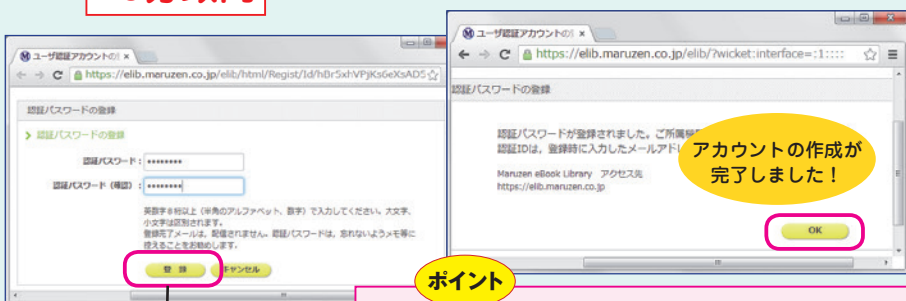 ユーザ認証アカウントの
https://elib.maruzen.co.jp/elib/html/Regist/Id/hBrSxhVPjKs6eXsAD5
認証パスワードの登録
認証パスワードの登録
認証パスワード：
認証パスワード（確認）：
英数字８桁以上（半角のアルファベット、数字）で入力してください。大文字、
小文字は区別されます。
登録完了メールは、配信されません。認証パスワードは、忘れないようメモ等に
控えることをお勧めします。
登 録
キャンセル
ユーザ認証アカウントの
https://elib.maruzen.co.jp/elib/?wicket:interface=:1::::
認証パスワードの登録
認証パスワードが登録されました。ご所属
認証IDは、登録時に入力したメールアドレ
Maruzen eBook Library アクセス先
https://elib.maruzen.co.jp
アカウントの作成が
完了しました！
OK
ポイント